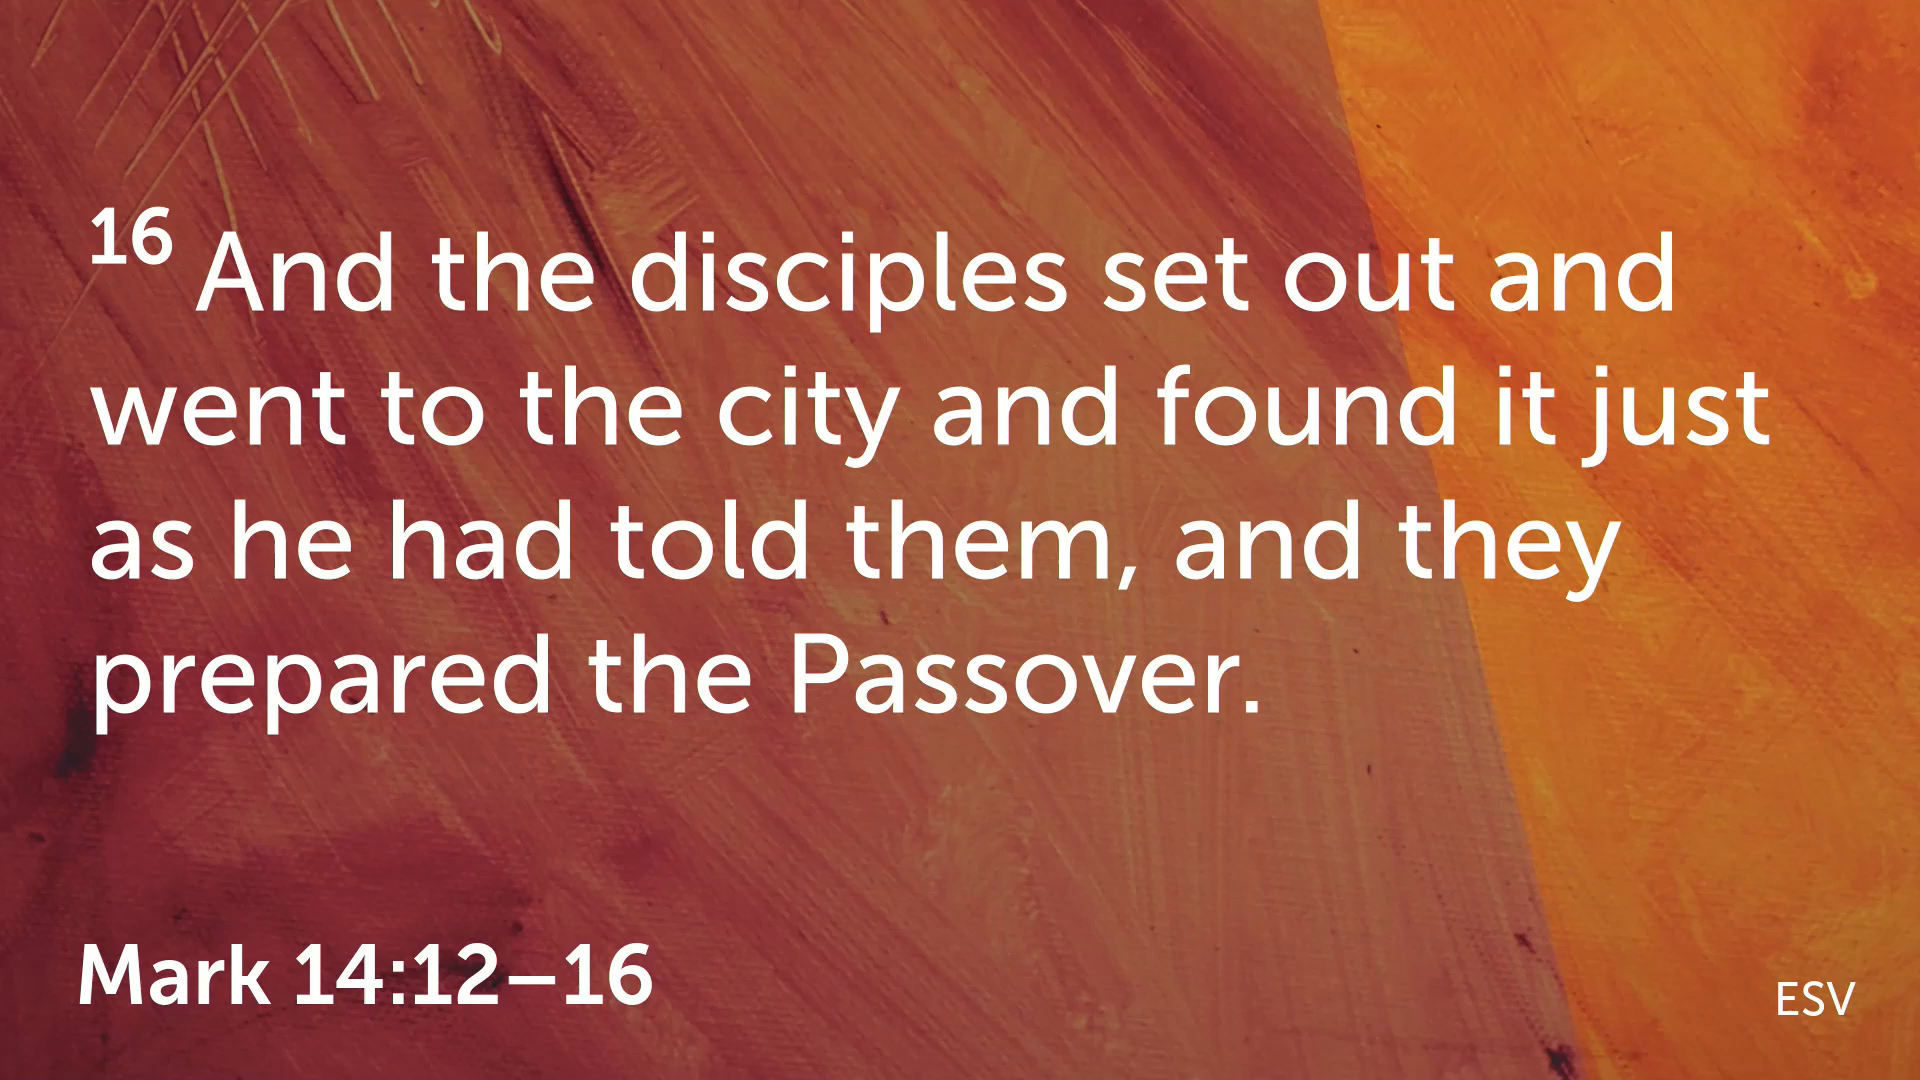 16 And the disciples set out and
went to the city and found it just
as he had told them, and they
prepared the Passover.
Mark 14:12–16
ESV